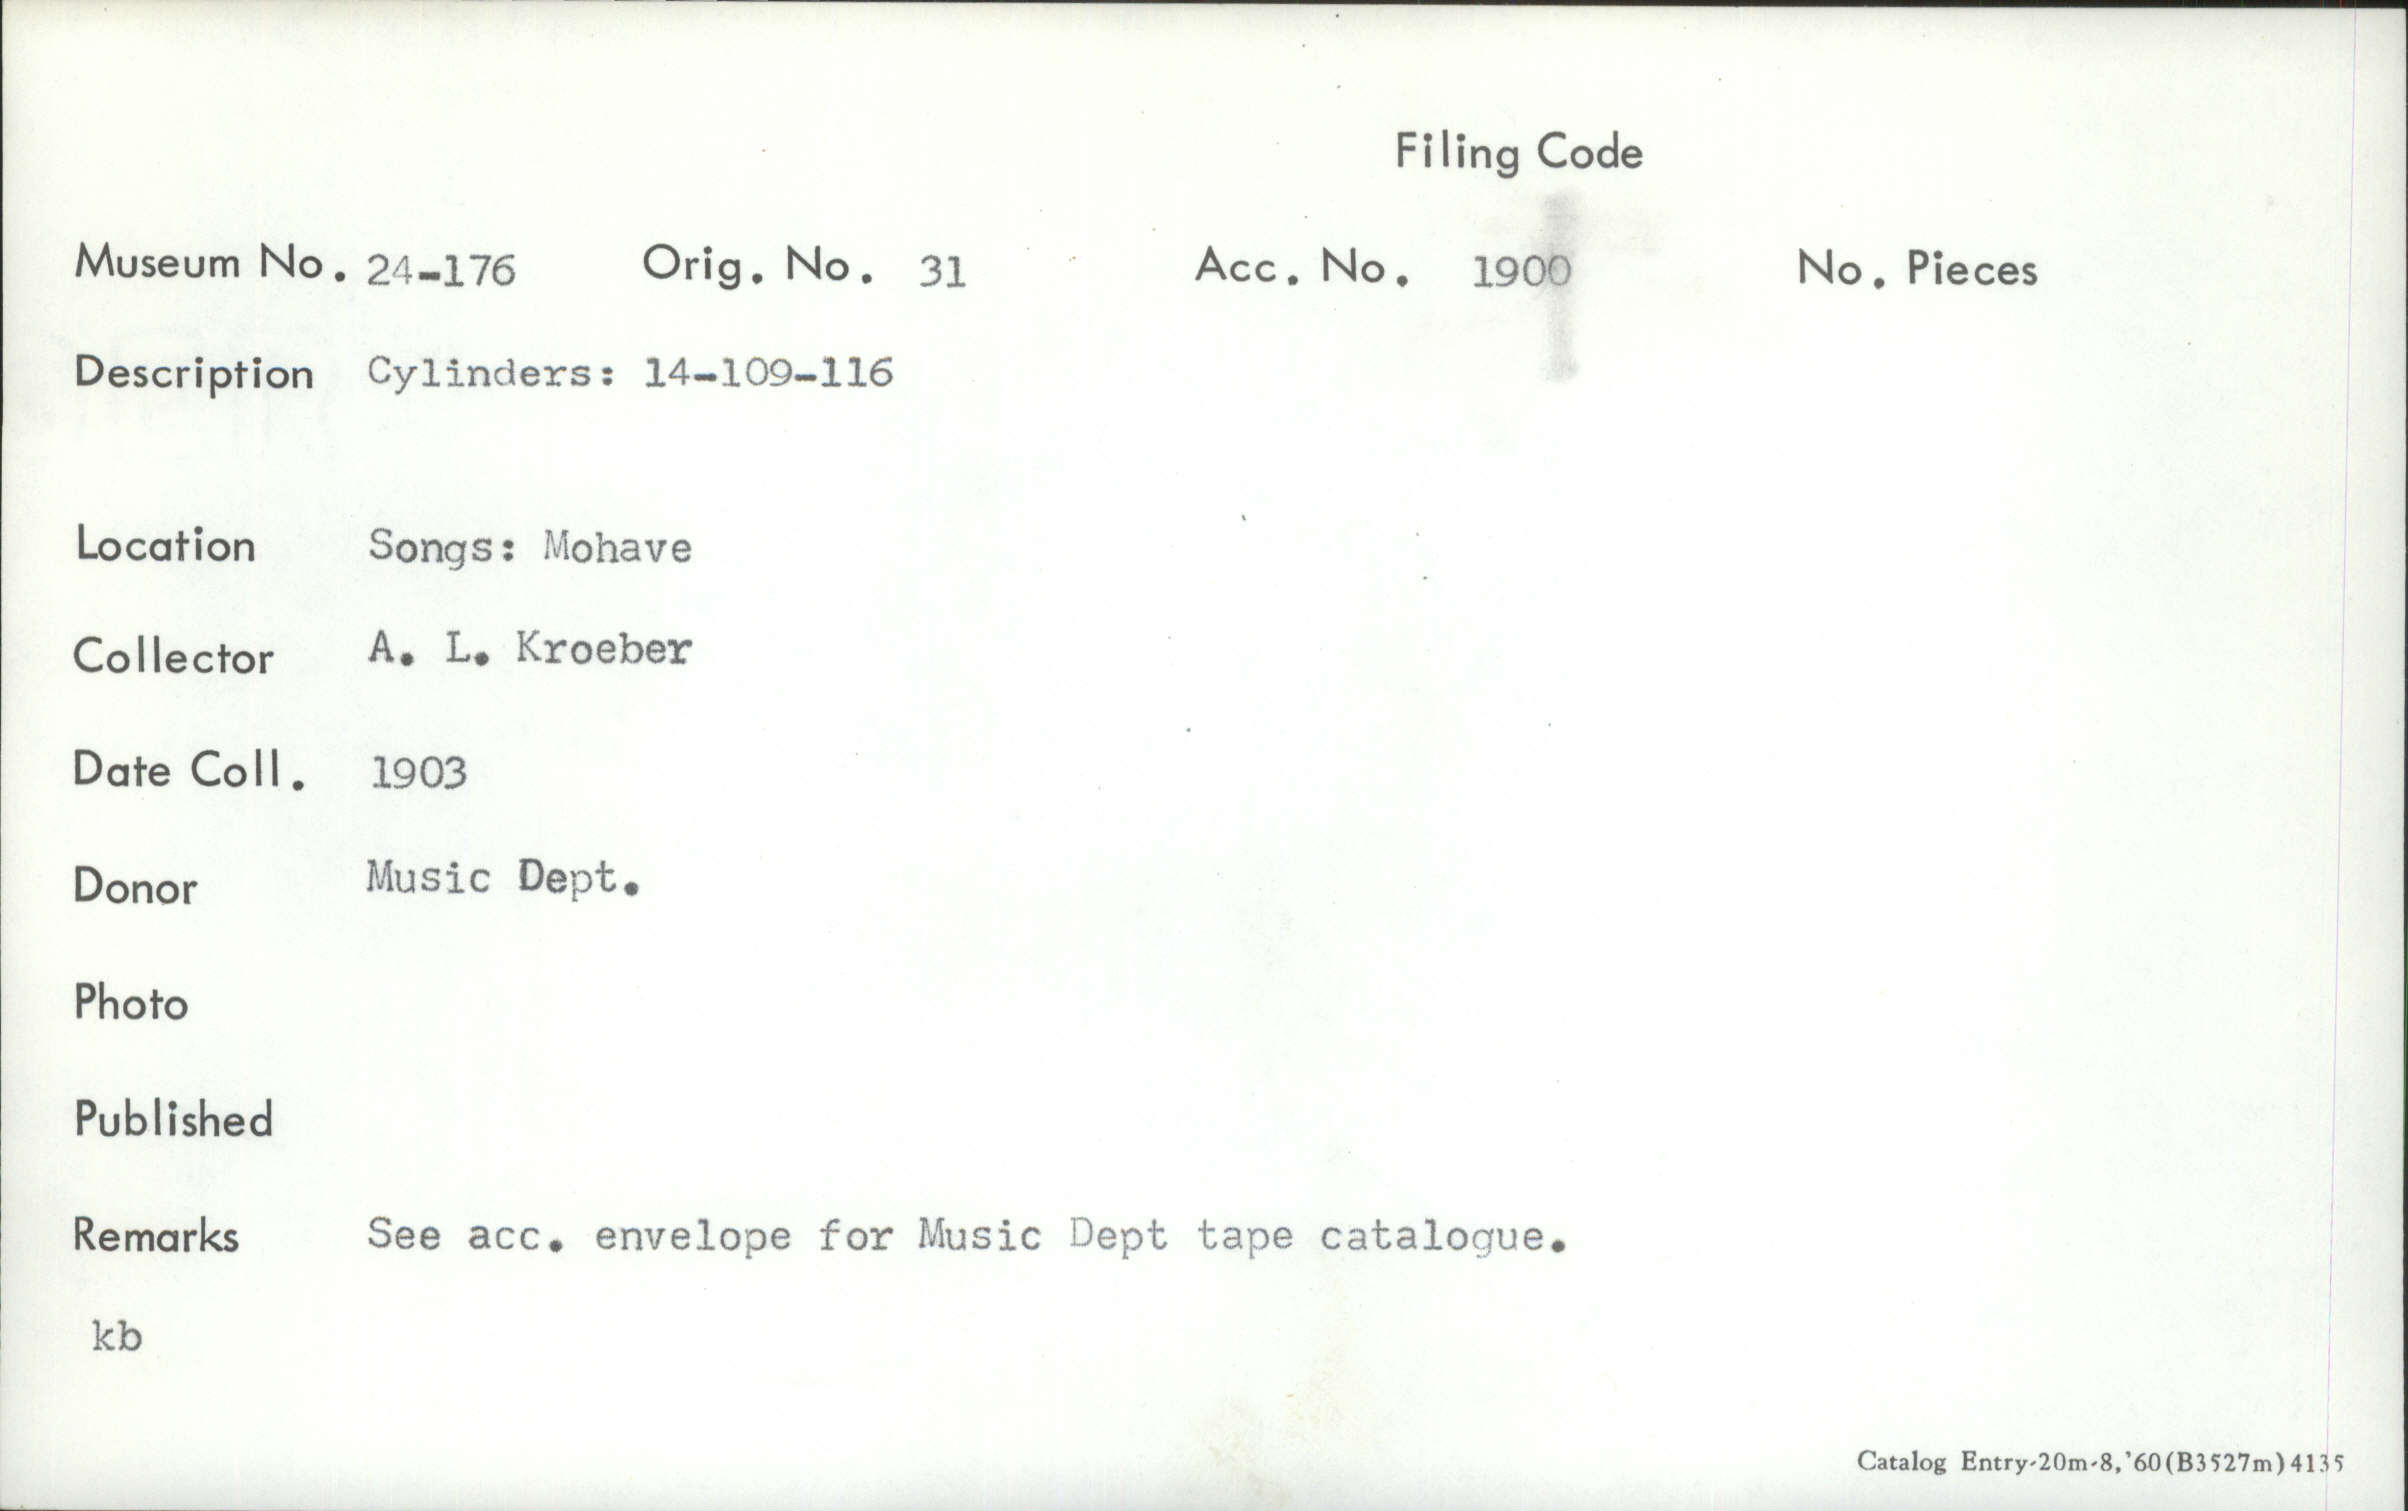 Filing Code
Museum No. 24-176 Orig. No. 31 Acc. No. 1900 No. Pieces
Description Cylinders: 14-109-116
Location Songs: Mohave
Collector A. L. Kroeber
Date Coll. 1903
Donor Music Dept.
Photo
Published
Remarks See acc. envelope for Music Dept tape catalogue.
kb
Catalog Entry-20m-8,'60(B3527m)4135